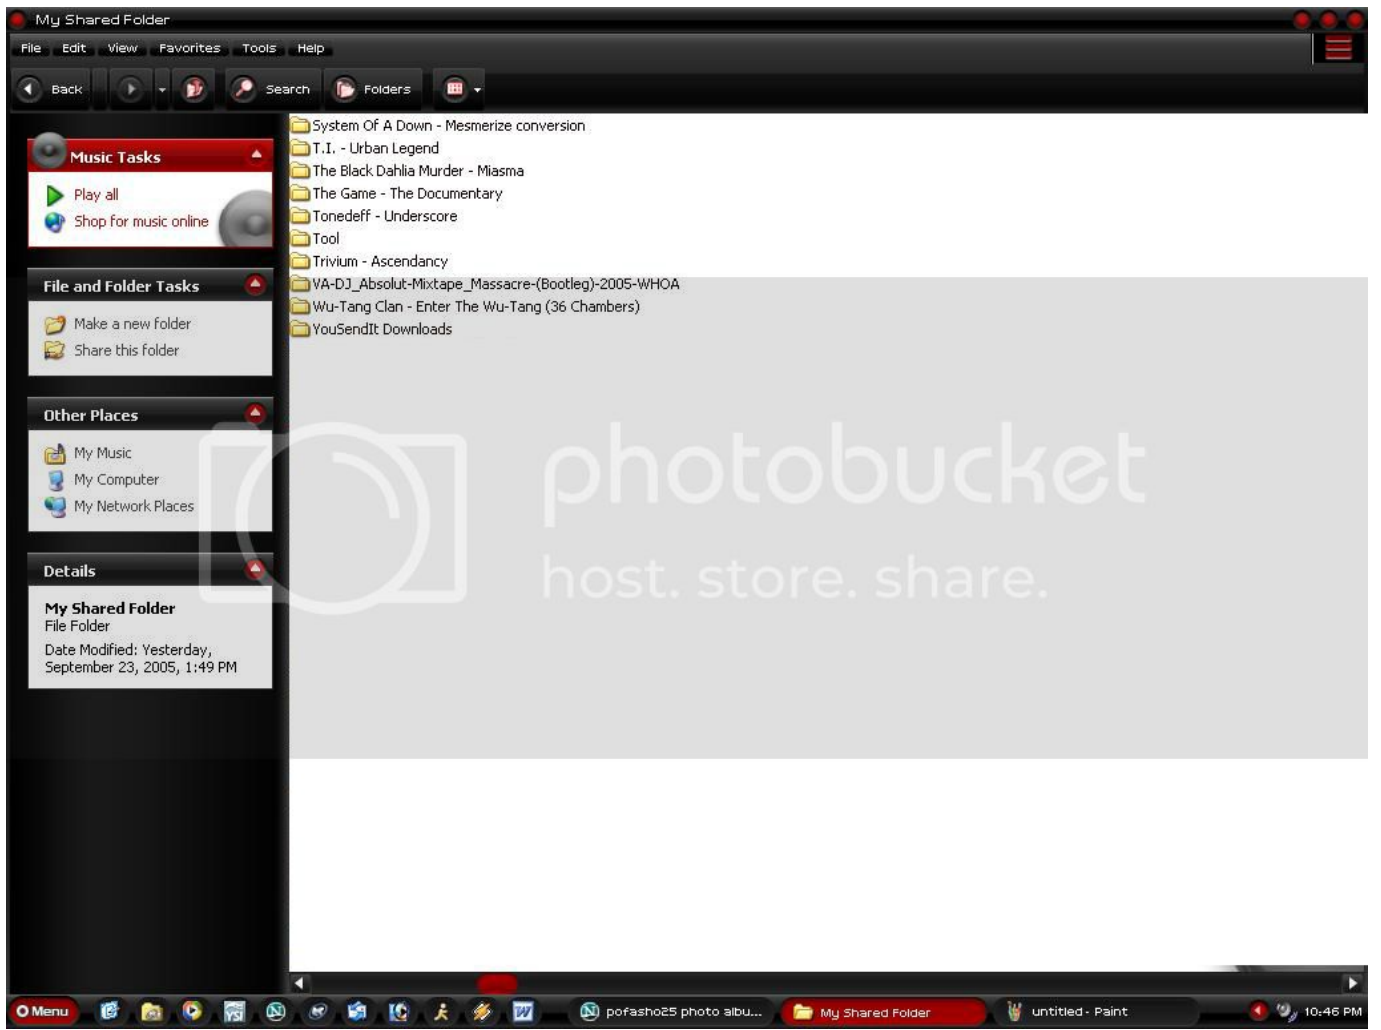 My Shared Folder
File Edit View Favorites Tools Help
Back Search Folders
Music Tasks
Play all
Shop for music online
File and Folder Tasks
Make a new folder
Share this folder
Other Places
My Music
My Computer
My Network Places
Details
My Shared Folder
File Folder
Date Modified: Yesterday,
September 23, 2005, 1:49 PM
System Of A Down - Mesmerize conversion
T.I. - Urban Legend
The Black Dahlia Murder - Miasma
The Game - The Documentary
Tonedeff - Underscore
Tool
Trivium - Ascendancy
VA-DJ_Absolut-Mixtape_Massacre-(Bootleg)-2005-WHOA
Wu-Tang Clan - Enter The Wu-Tang (36 Chambers)
YouSendIt Downloads
photobucket
host. store. share.
Menu YSI N W N pofasho25 photo albu... My Shared Folder untitled - Paint 10:46 PM